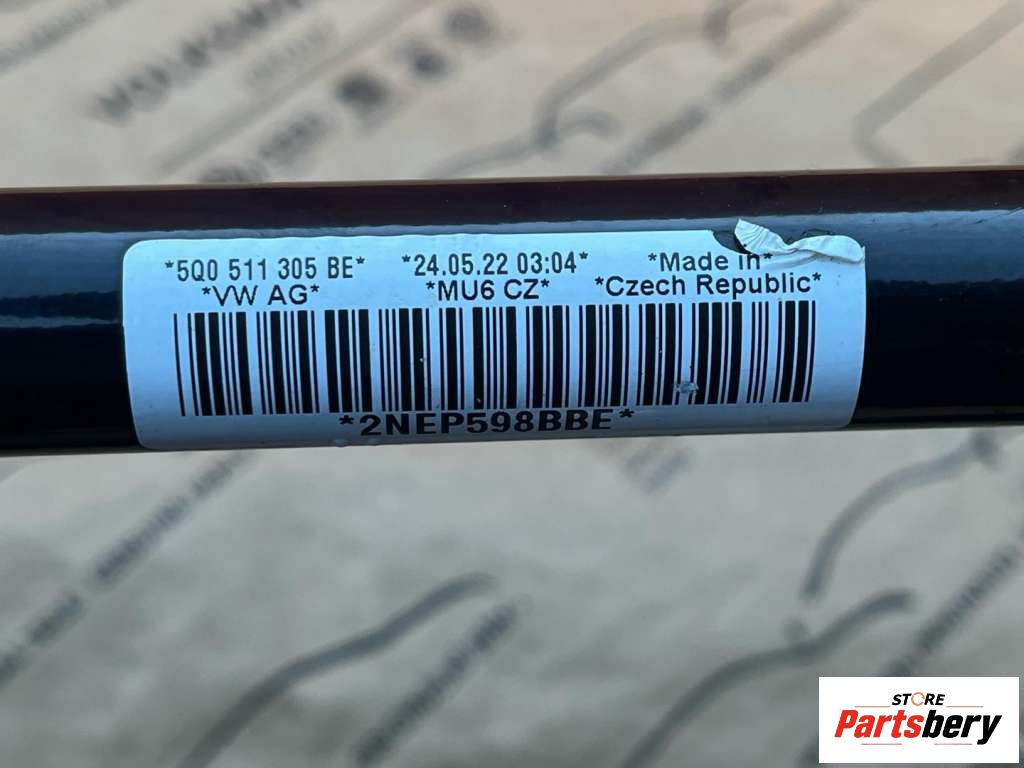 *5Q0 511 305 BE* *24.05.22 03:04* *Made in*
*VW AG* *MU6 CZ* *Czech Republic*
*2NEP598BBE*
STORE
Partsbery